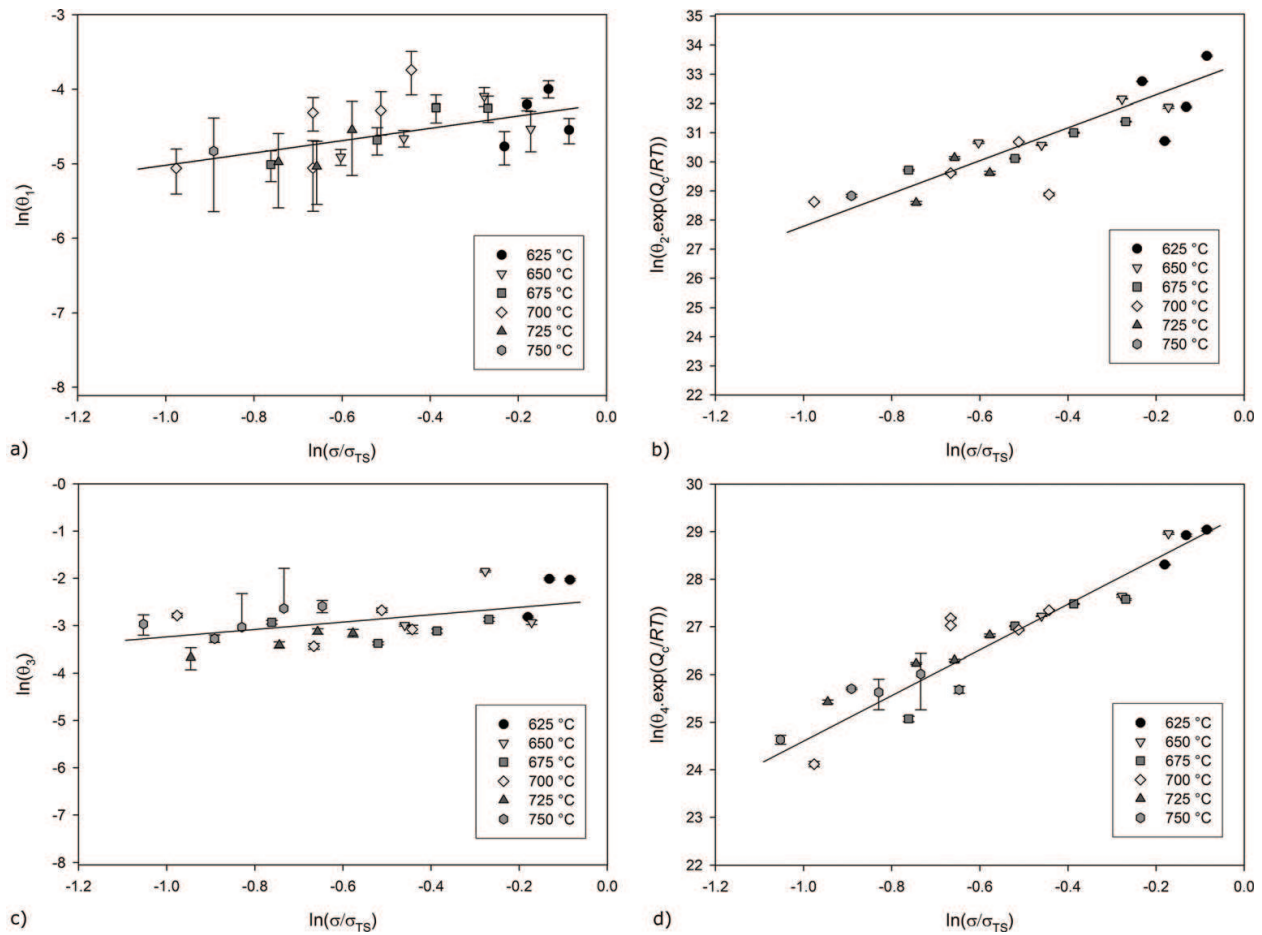 -3
-4
-5
-6
-7
-8
ln(θ1)
-1.2 -1.0 -0.8 -0.6 -0.4 -0.2 0.0
ln(σ/σTS)
625 °C
650 °C
675 °C
700 °C
725 °C
750 °C
a)
35
34
33
32
31
30
29
28
27
26
25
24
23
22
ln(θ2.exp(Qc/RT))
-1.2 -1.0 -0.8 -0.6 -0.4 -0.2 0.0
ln(σ/σTS)
625 °C
650 °C
675 °C
700 °C
725 °C
750 °C
b)
-0
-1
-2
-3
-4
-5
-6
-7
-8
ln(θ3)
-1.2 -1.0 -0.8 -0.6 -0.4 -0.2 0.0
ln(σ/σTS)
625 °C
650 °C
675 °C
700 °C
725 °C
750 °C
c)
30
29
28
27
26
25
24
23
22
ln(θ4.exp(Qc/RT))
-1.2 -1.0 -0.8 -0.6 -0.4 -0.2 0.0
ln(σ/σTS)
625 °C
650 °C
675 °C
700 °C
725 °C
750 °C
d)